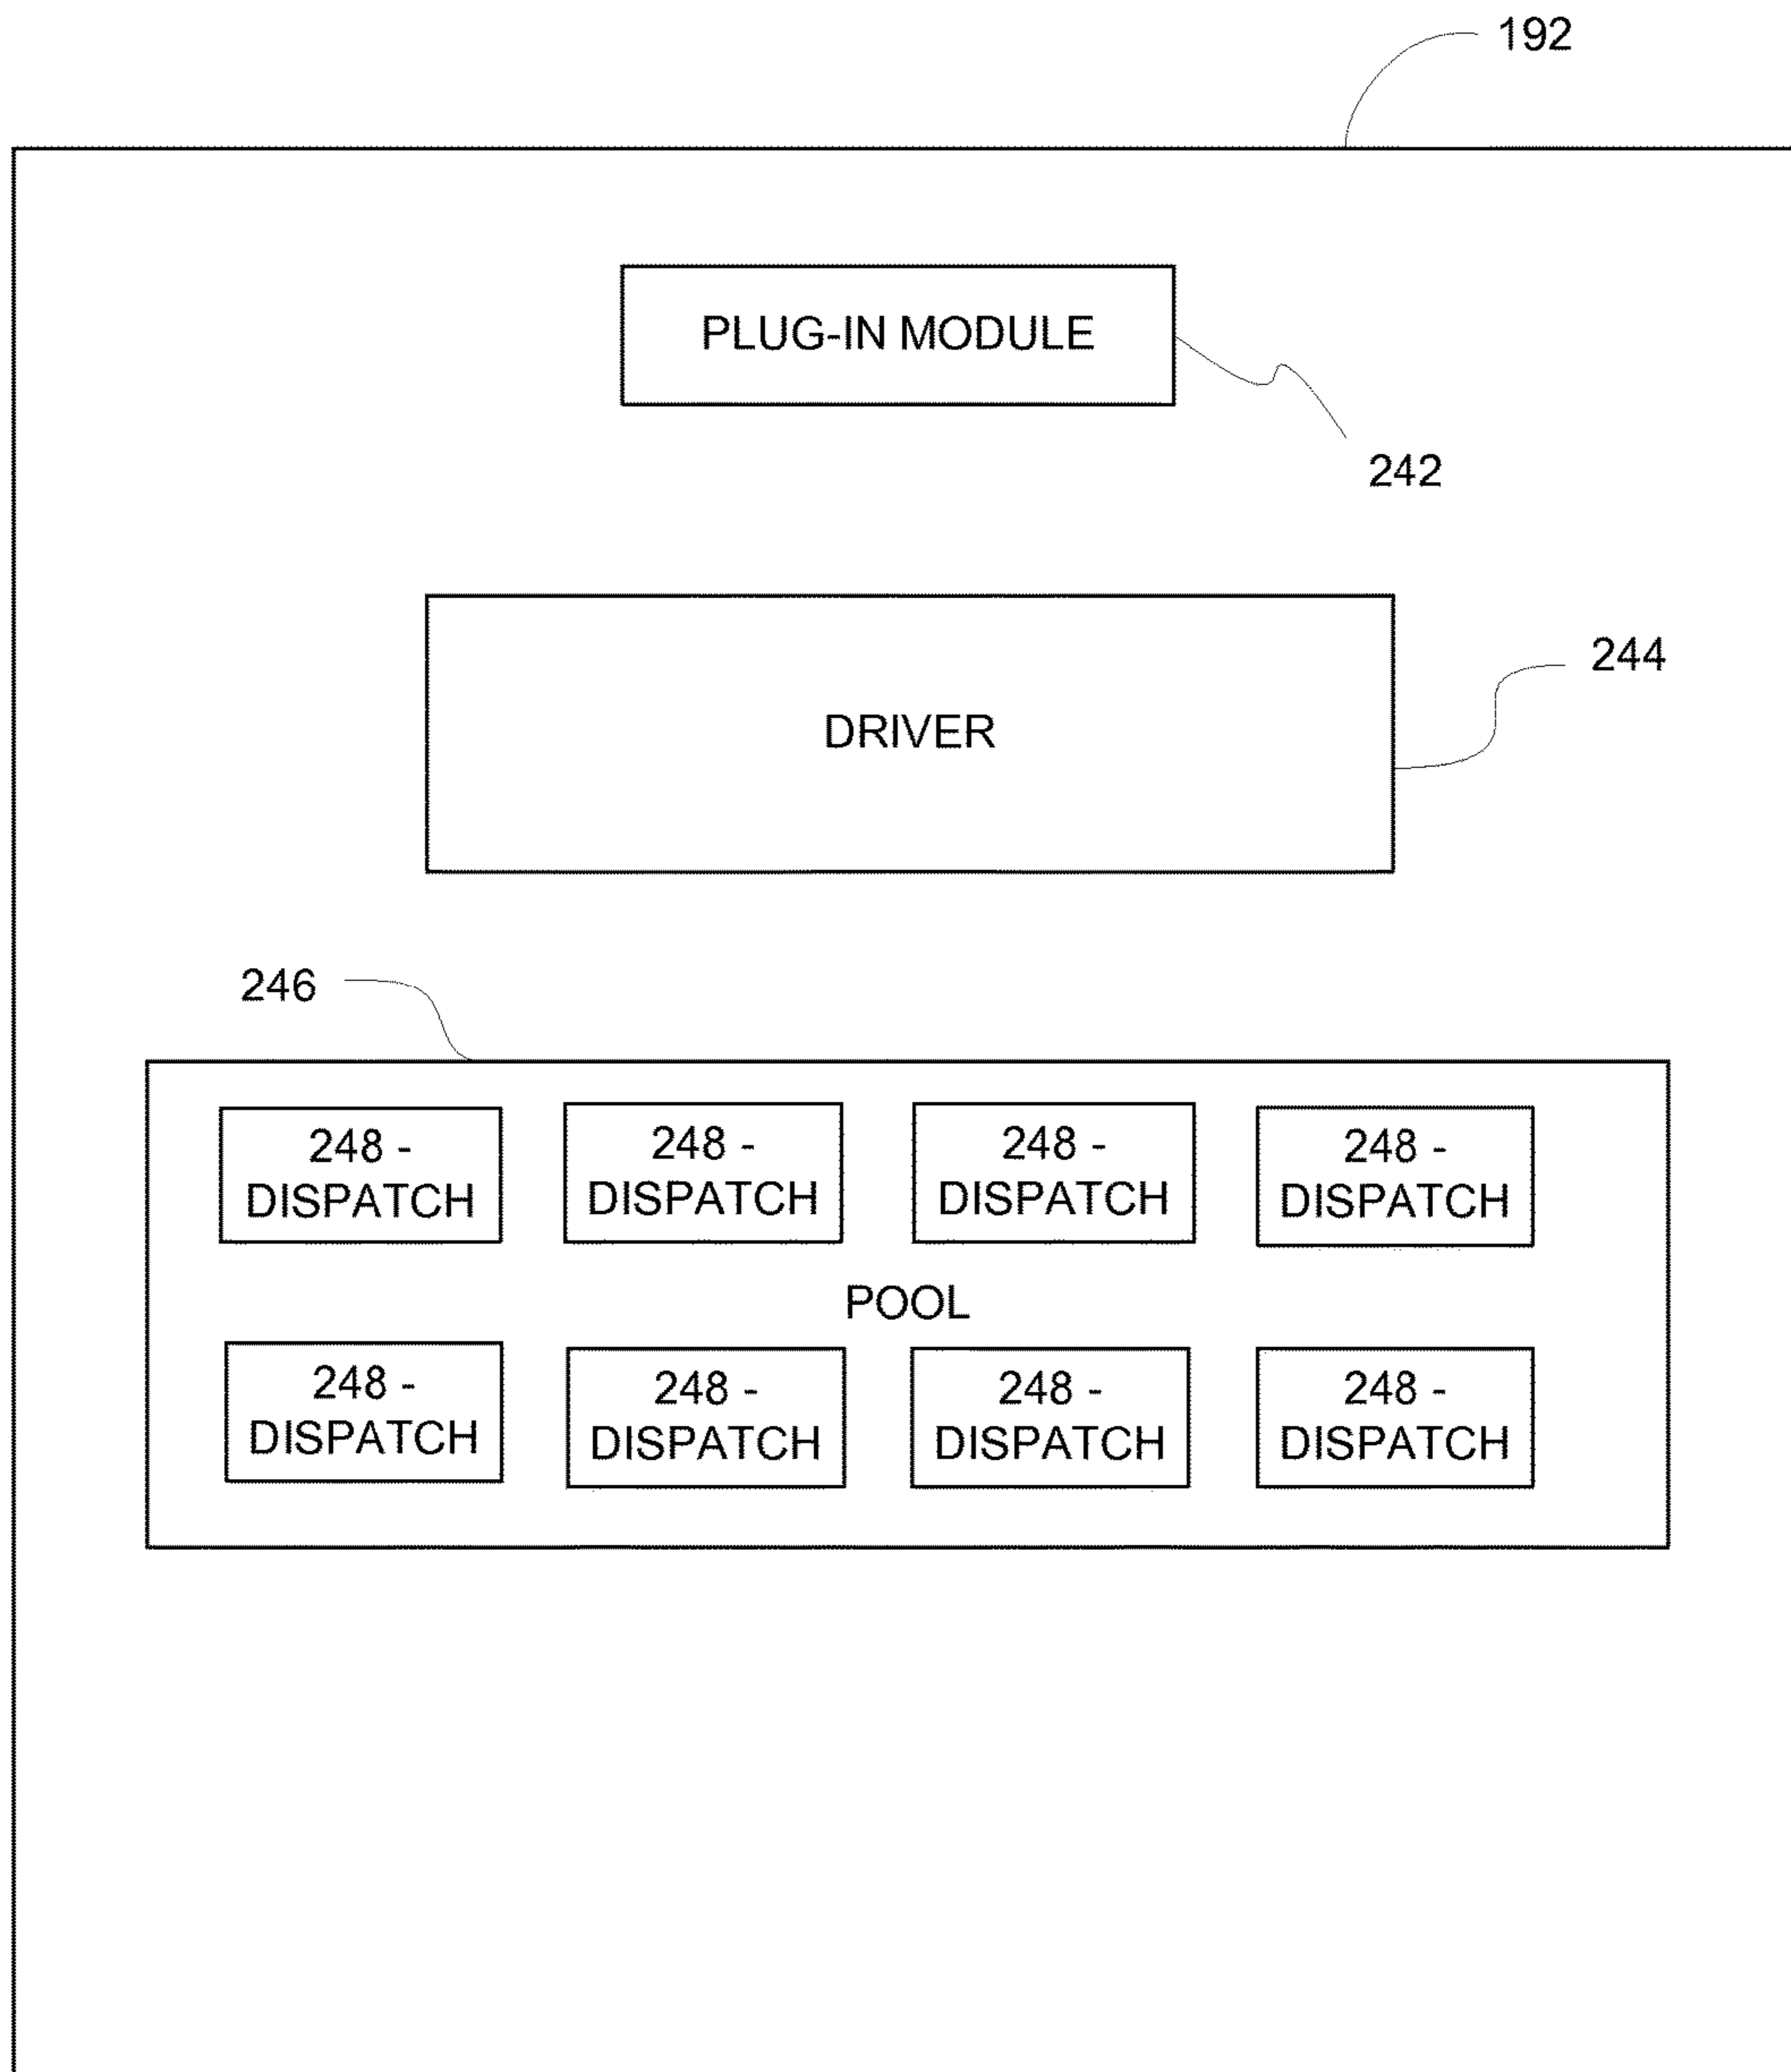 192
PLUG-IN MODULE
242
244
DRIVER
246
248 -
DISPATCH
248 -
DISPATCH
248 -
DISPATCH
248 -
DISPATCH
POOL
248 -
DISPATCH
248 -
DISPATCH
248 -
DISPATCH
248 -
DISPATCH